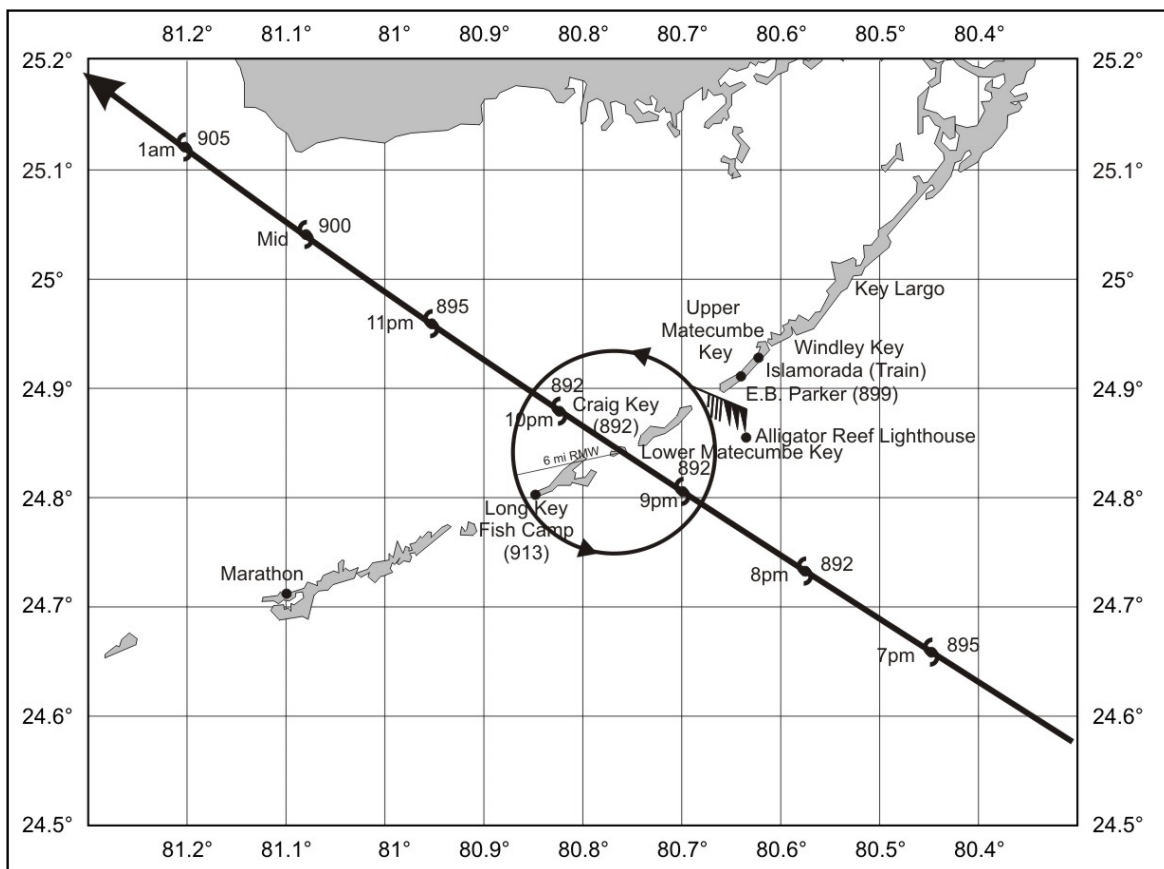 81.2° 81.1° 80.9° 80.8° 80.7° 80.6° 80.5° 80.4°
25.2° 25.2°
905
1am
25.1° 25.1°
900
Mid
25° 25°
Key Largo
895
11pm
Upper
Matecumbe
Key
Windley Key
Islamorada (Train)
E.B. Parker (899)
24.9° 24.9°
892
10pm
Craig Key
(892)
Alligator Reef Lighthouse
Lower Matecumbe Key
6 mi RMW
892
9pm
24.8° 24.8°
Long Key
Fish Camp
(913)
Marathon
892
8pm
24.7° 24.7°
895
7pm
24.6° 24.6°
24.5° 24.5°
81.2° 81.1° 81° 80.9° 80.8° 80.7° 80.6° 80.5° 80.4°